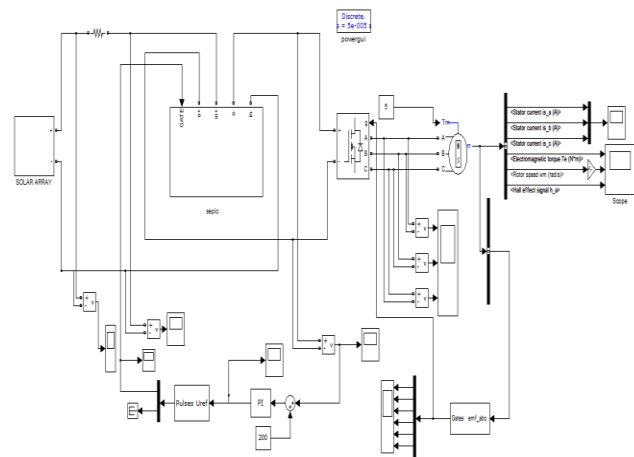 Discrete,
s = 5e-005 s
powergui
SOLAR ARRAY
+
-
GATE
sepic
g
A
B
C
+
-
Tm
A
B
C
m
<Stator current is_a (A)>
<Stator current is_b (A)>
<Stator current is_c (A)>
<Electromagnetic torque Te (N*m)>
<Rotor speed wm (rad/s)>
<Hall effect signal h_a>
Scope
+
-
v
+
-
v
+
-
v
+
-
v
+
-
v
+
-
v
Pulses Uref
PI
200
Gates emf_abc